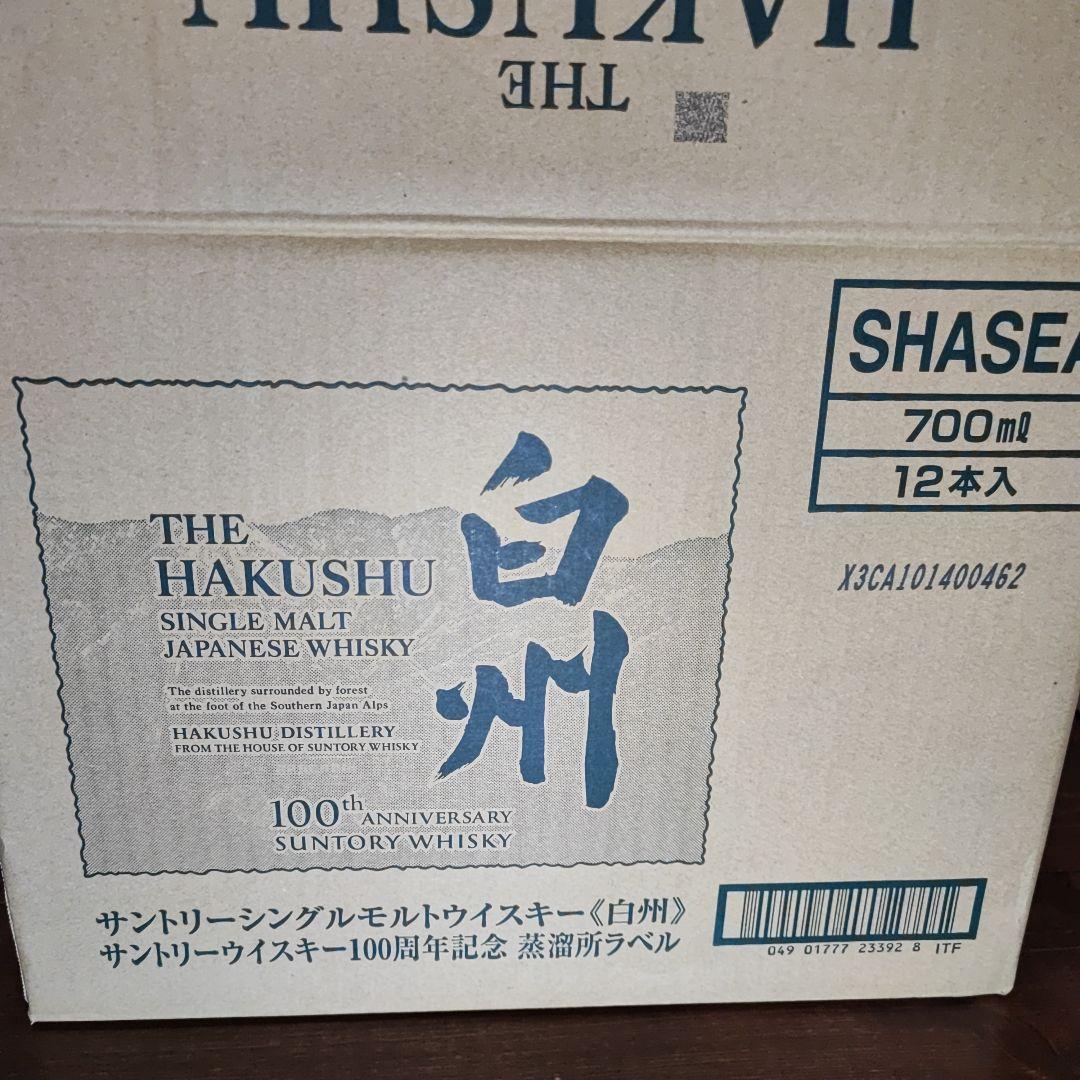 HAKUSHU
THE
SHASEA
700mℓ
12本入
X3CA101400462
THE
HAKUSHU
SINGLE MALT
JAPANESE WHISKY
The distillery surrounded by forest
at the foot of the Southern Japan Alps
HAKUSHU DISTILLERY
FROM THE HOUSE OF SUNTORY WHISKY
白州
100th ANNIVERSARY
SUNTORY WHISKY
サントリーシングルモルトウイスキー《白州》
サントリーウイスキー100周年記念 蒸溜所ラベル
049 01777 23392 8 ITF